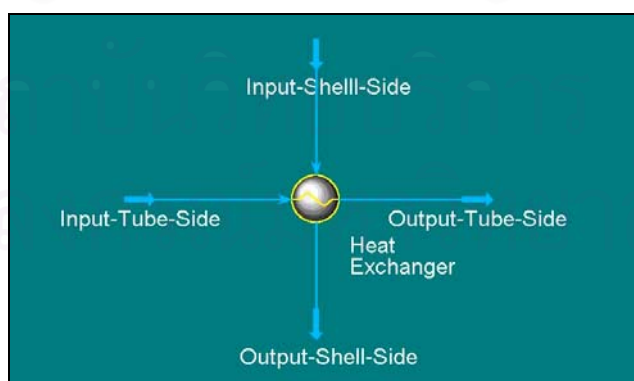 Input-Shelll-Side
Input-Tube-Side
Output-Tube-Side
Heat
Exchanger
Output-Shell-Side